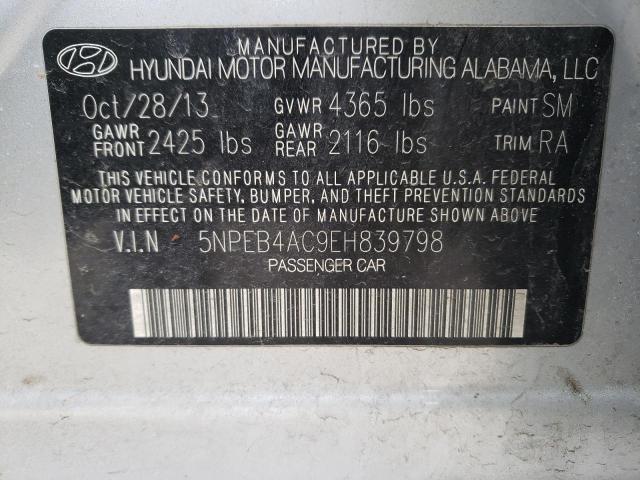 MANUFACTURED BY
HYUNDAI MOTOR MANUFACTURING ALABAMA, LLC
Oct/28/13 GVWR 4365 lbs PAINT SM
GAWR FRONT 2425 lbs GAWR REAR 2116 lbs TRIM RA
THIS VEHICLE CONFORMS TO ALL APPLICABLE U.S.A. FEDERAL
MOTOR VEHICLE SAFETY, BUMPER, AND THEFT PREVENTION STANDARDS
IN EFFECT ON THE DATE OF MANUFACTURE SHOWN ABOVE.
V.I.N 5NPEB4AC9EH839798
PASSENGER CAR